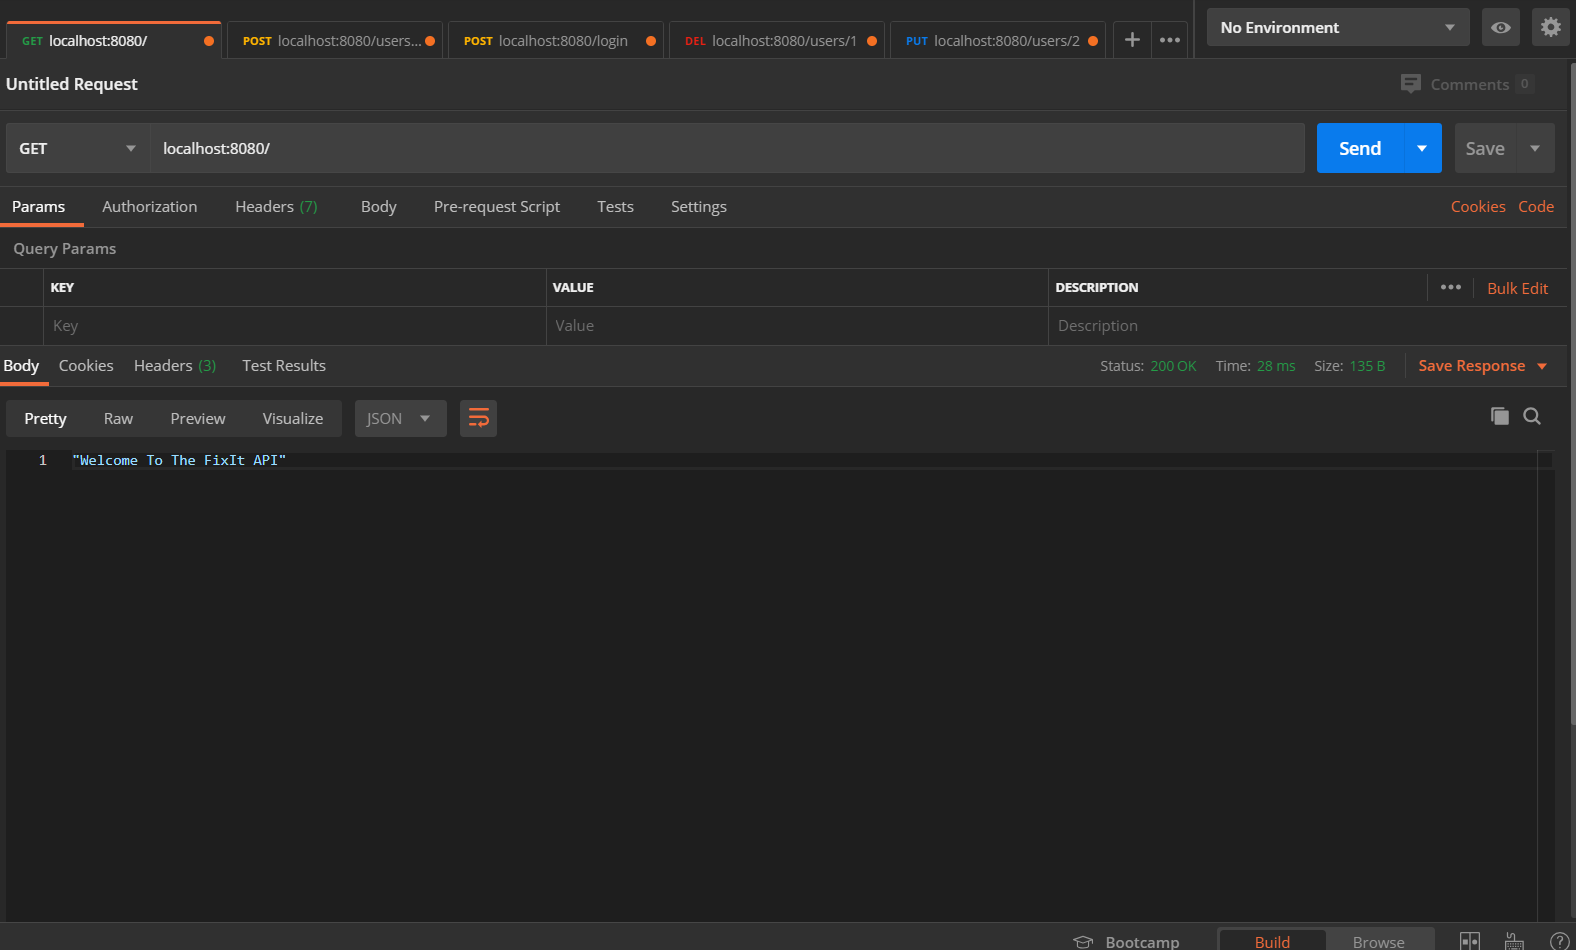 GET localhost:8080/ POST localhost:8080/users... POST localhost:8080/login DEL localhost:8080/users/1 PUT localhost:8080/users/2 + ••• No Environment
Untitled Request Comments 0
GET localhost:8080/ Send Save
Params Authorization Headers (7) Body Pre-request Script Tests Settings Cookies Code
Query Params
KEY VALUE DESCRIPTION ••• Bulk Edit
Key Value Description
Body Cookies Headers (3) Test Results Status: 200 OK Time: 28 ms Size: 135 B Save Response
Pretty Raw Preview Visualize JSON
1 "Welcome To The FixIt API"
Bootcamp Build Browse ?